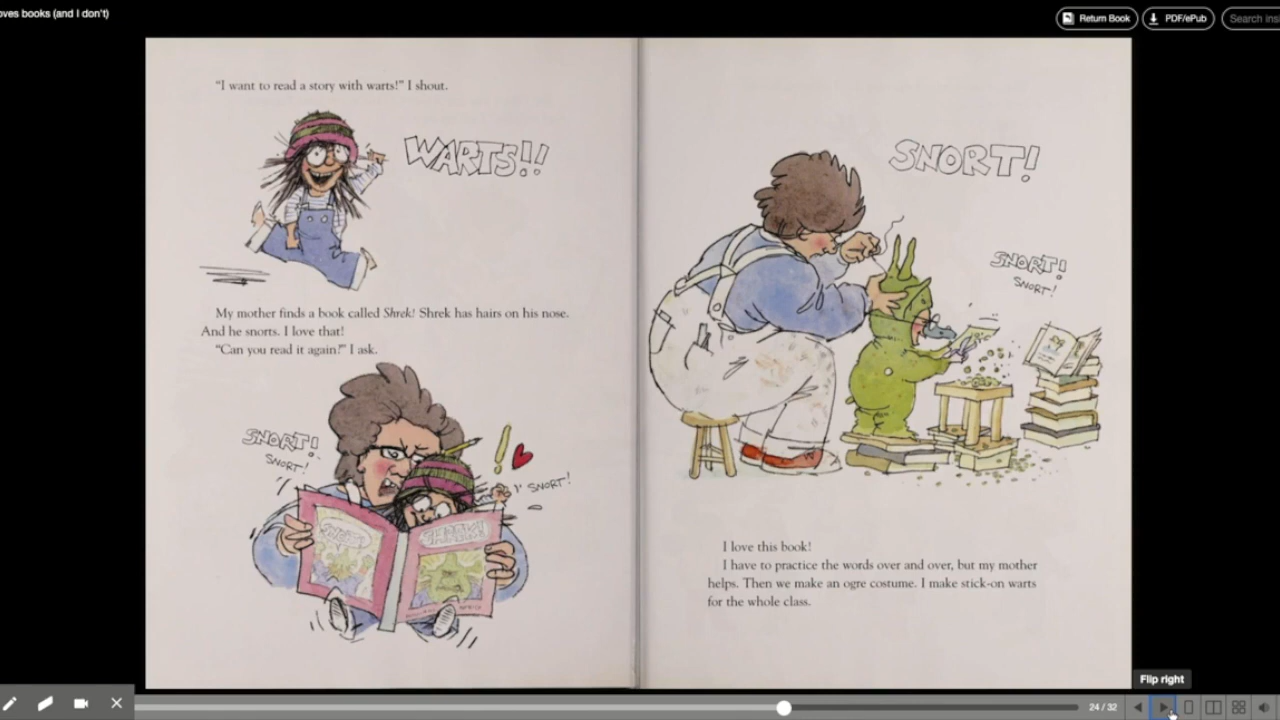 oves books (and I don't)
Return Book
PDF/ePub
Search ins
"I want to read a story with warts!" I shout.
WARTS!!
My mother finds a book called Shrek! Shrek has hairs on his nose.
And he snorts. I love that!
"Can you read it again?" I ask.
SNORT!
SNORT!
!
SNORT!
SNORT!
SNORT!
SNORT!
I love this book!
I have to practice the words over and over, but my mother
helps. Then we make an ogre costume. I make stick-on warts
for the whole class.
Flip right
24 / 32